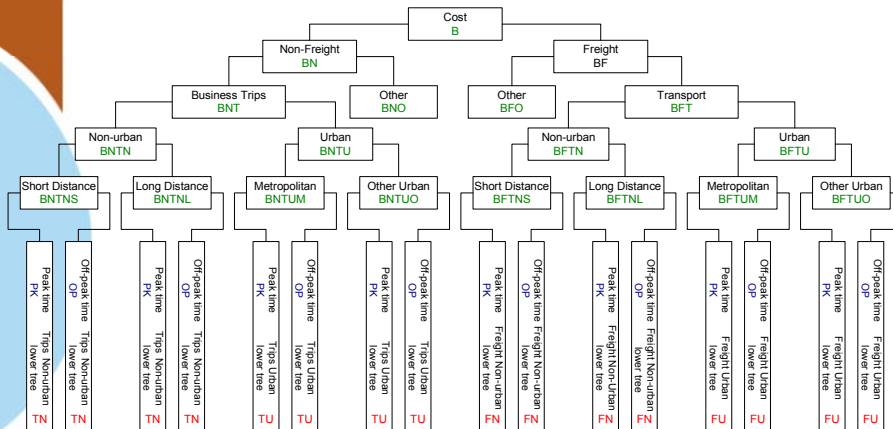 Cost
B
Non-Freight
BN
Freight
BF
Business Trips
BNT
Other
BNO
Other
BFO
Transport
BFT
Non-urban
BNTN
Urban
BNTU
Non-urban
BFTN
Urban
BFTU
Short Distance
BNTNS
Long Distance
BNTNL
Metropolitan
BNTUM
Other Urban
BNTUO
Short Distance
BFTNS
Long Distance
BFTNL
Metropolitan
BFTUM
Other Urban
BFTUO
Peak time
PK
Trips Non-urban
lower tree
TN
Off-peak time
OP
Trips Non-urban
lower tree
TN
Peak time
PK
Trips Non-urban
lower tree
TN
Off-peak time
OP
Trips Non-urban
lower tree
TN
Peak time
PK
Trips Urban
lower tree
TU
Off-peak time
OP
Trips Urban
lower tree
TU
Peak time
PK
Trips Urban
lower tree
TU
Off-peak time
OP
Trips Urban
lower tree
TU
Peak time
PK
Freight Non-urban
lower tree
FN
Off-peak time
OP
Freight Non-urban
lower tree
FN
Peak time
PK
Freight Non-Urban
lower tree
FN
Off-peak time
OP
Freight Non-urban
lower tree
FN
Peak time
PK
Freight Urban
lower tree
FU
Off-peak time
OP
Freight Urban
lower tree
FU
Peak time
PK
Freight Urban
lower tree
FU
Off-peak time
OP
Freight Urban
lower tree
FU